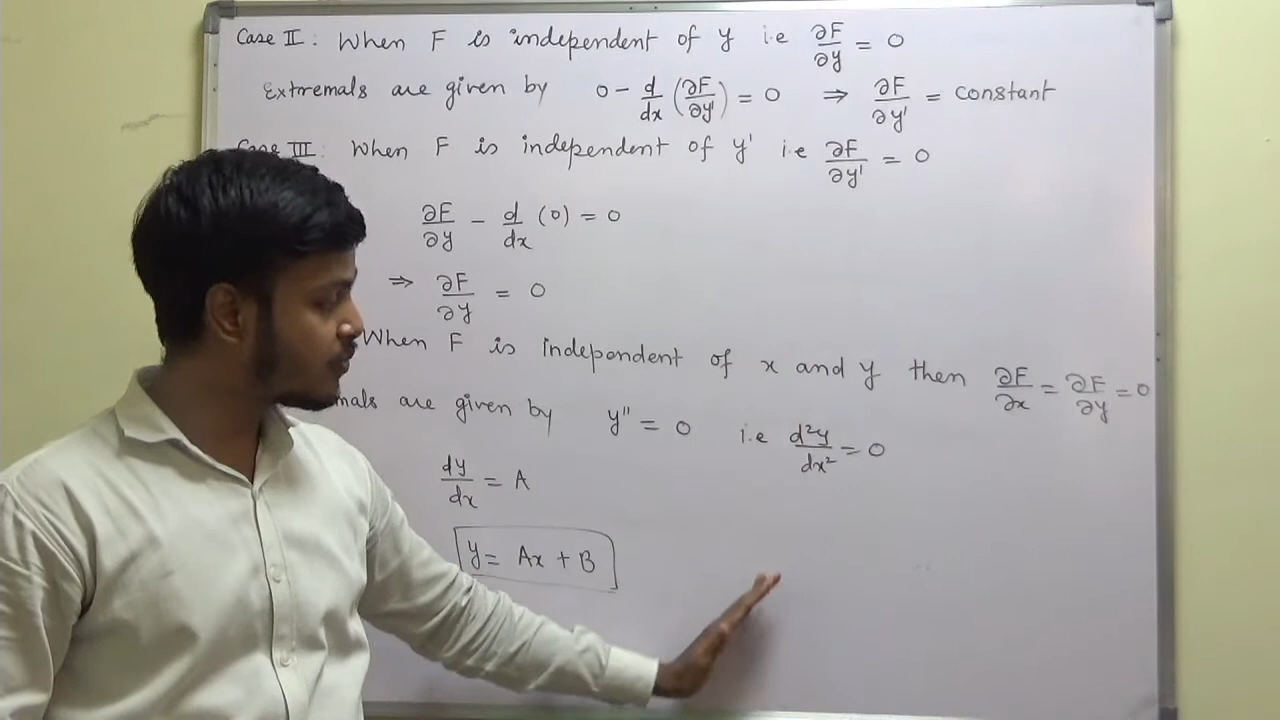 Case II : When F is independent of y i.e ∂F/∂y = 0
Extremals are given by 0 - d/dx (∂F/∂y') = 0 ⇒ ∂F/∂y' = constant
Case III : When F is independent of y' i.e ∂F/∂y' = 0
∂F/∂y - d/dx (0) = 0
⇒ ∂F/∂y = 0
When F is independent of x and y then ∂F/∂x = ∂F/∂y = 0
are given by y'' = 0 i.e d²y/dx² = 0
dy/dx = A
y = Ax + B